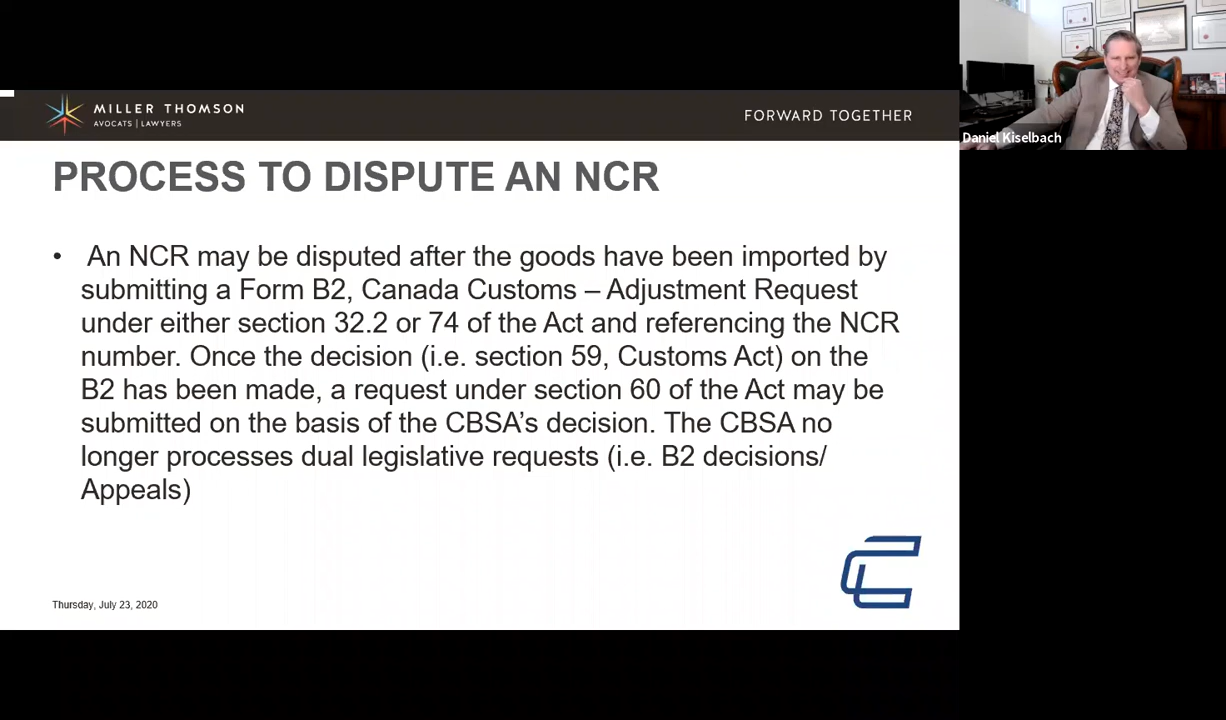 MILLER THOMSON
AVOCATS | LAWYERS
FORWARD TOGETHER
Daniel Kiselbach
PROCESS TO DISPUTE AN NCR
• An NCR may be disputed after the goods have been imported by
submitting a Form B2, Canada Customs – Adjustment Request
under either section 32.2 or 74 of the Act and referencing the NCR
number. Once the decision (i.e. section 59, Customs Act) on the
B2 has been made, a request under section 60 of the Act may be
submitted on the basis of the CBSA’s decision. The CBSA no
longer processes dual legislative requests (i.e. B2 decisions/
Appeals)
Thursday, July 23, 2020